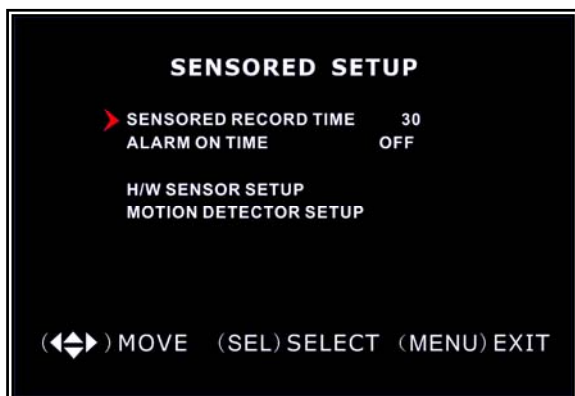 SENSORED SETUP
SENSORED RECORD TIME 30
ALARM ON TIME OFF
H/W SENSOR SETUP
MOTION DETECTOR SETUP
( ) MOVE (SEL) SELECT (MENU) EXIT